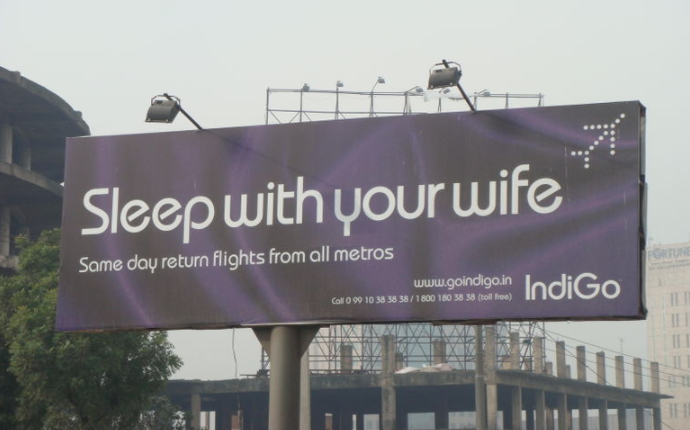 Sleep with your wife
Same day return flights from all metros
www.goindigo.in
Call 0 99 10 38 38 38 / 1 800 180 38 38 (toll free)
IndiGo
FORTUNE